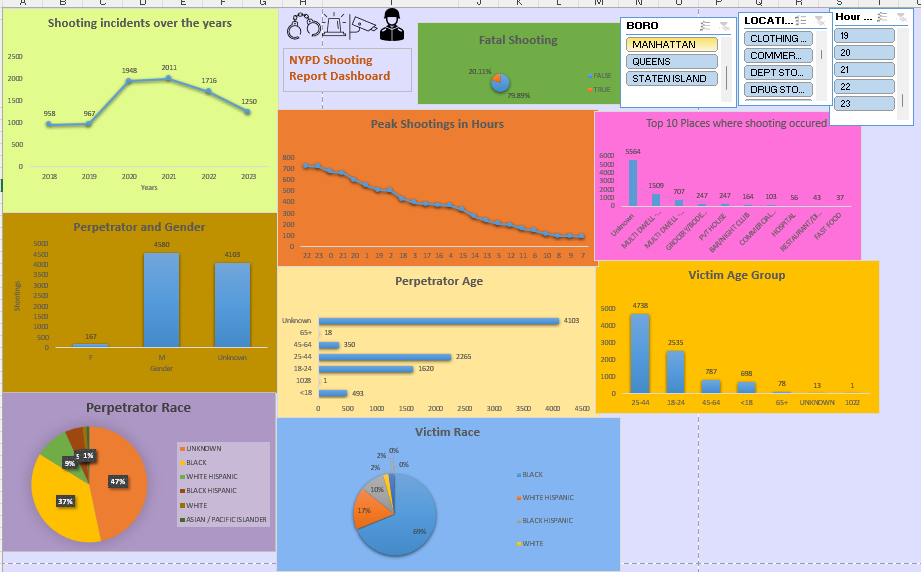 A B C D E F G H I J K L M N O P Q R S T U
Shooting incidents over the years
2500
2000
1500
1000
500
0
958 967 1948 2011 1716 1250
2018 2019 2020 2021 2022 2023
Years
NYPD Shooting
Report Dashboard
Fatal Shooting
20.11%
79.89%
FALSE
TRUE
BORO
MANHATTAN
QUEENS
STATEN ISLAND
LOCATI...
CLOTHING ...
COMMER...
DEPT STO...
DRUG STO...
Hour ...
19
20
21
22
23
Peak Shootings in Hours
800
700
600
500
400
300
200
100
0
22 23 0 21 20 1 19 2 18 3 17 16 4 15 14 13 5 12 11 6 10 8 9 7
Top 10 Places where shooting occured
6000
5000
4000
3000
2000
1000
0
5564 1509 707 247 247 164 103 56 43 37
Unknown
MULTI DWELL -...
MULTI DWELL -...
GROCERY/BODE...
PVT HOUSE
BAR/NIGHT CLUB
COMMERCIAL...
HOSPITAL
RESTAURANT/DI...
FAST FOOD
Perpetrator and Gender
Shootings
5000
4500
4000
3500
3000
2500
2000
1500
1000
500
0
167 4580 4103
F M Unknown
Gender
Perpetrator Age
Unknown 4103
65+ 18
45-64 350
25-44 2265
18-24 1620
1028 1
<18 493
0 500 1000 1500 2000 2500 3000 3500 4000 4500
Victim Age Group
5000
4000
3000
2000
1000
0
4738 2535 787 698 78 13 1
25-44 18-24 45-64 <18 65+ UNKNOWN 1022
Perpetrator Race
47%
37%
9%
1%
UNKNOWN
BLACK
WHITE HISPANIC
BLACK HISPANIC
WHITE
ASIAN / PACIFIC ISLANDER
Victim Race
69%
17%
10%
2%
2%
0%
0%
BLACK
WHITE HISPANIC
BLACK HISPANIC
WHITE